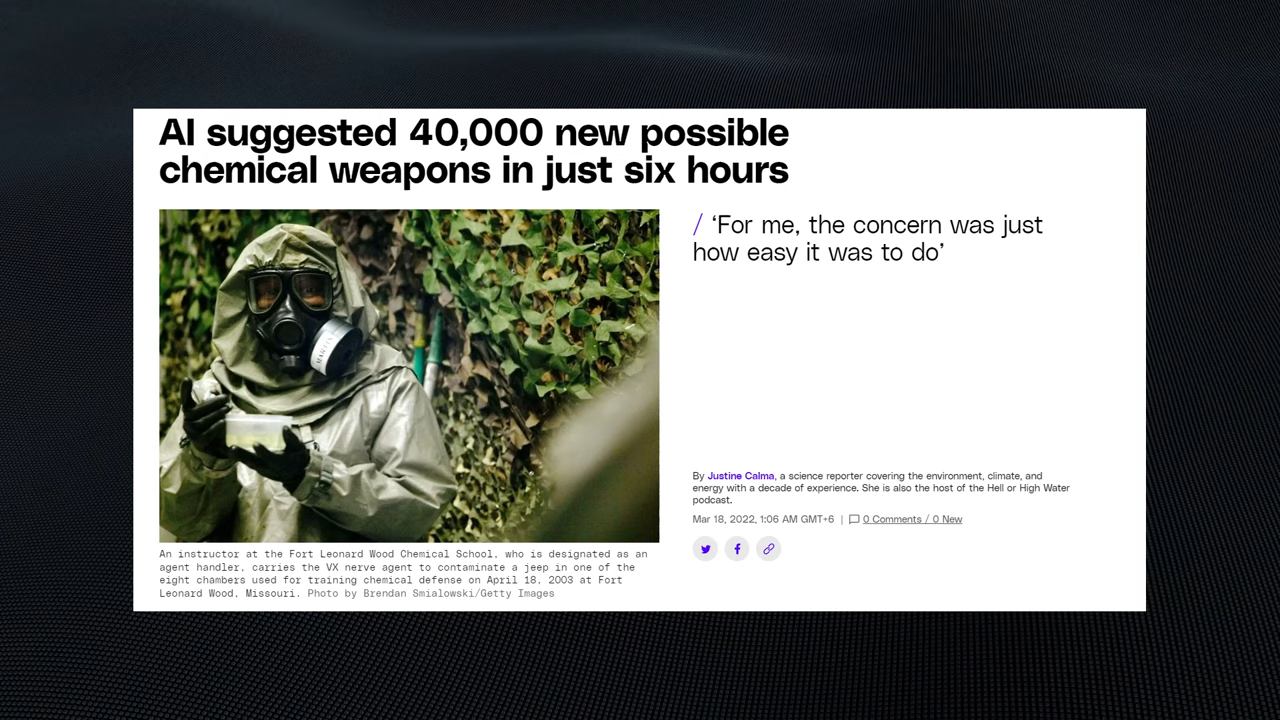 AI suggested 40,000 new possible
chemical weapons in just six hours
/ ‘For me, the concern was just
how easy it was to do’
By Justine Calma, a science reporter covering the environment, climate, and
energy with a decade of experience. She is also the host of the Hell or High Water
podcast.
Mar 18, 2022, 1:06 AM GMT+6 | 0 Comments / 0 New
An instructor at the Fort Leonard Wood Chemical School, who is designated as an
agent handler, carries the VX nerve agent to contaminate a jeep in one of the
eight chambers used for training chemical defense on April 18, 2003 at Fort
Leonard Wood, Missouri. Photo by Brendan Smialowski/Getty Images